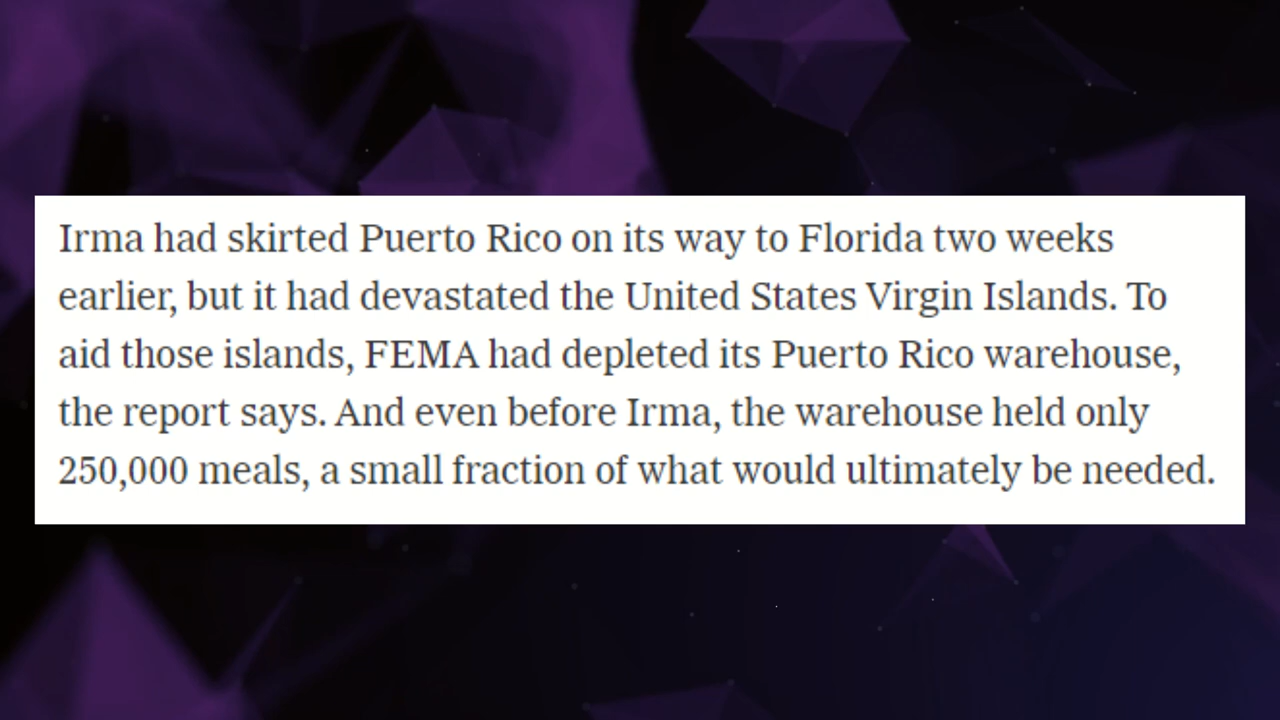 Irma had skirted Puerto Rico on its way to Florida two weeks
earlier, but it had devastated the United States Virgin Islands. To
aid those islands, FEMA had depleted its Puerto Rico warehouse,
the report says. And even before Irma, the warehouse held only
250,000 meals, a small fraction of what would ultimately be needed.